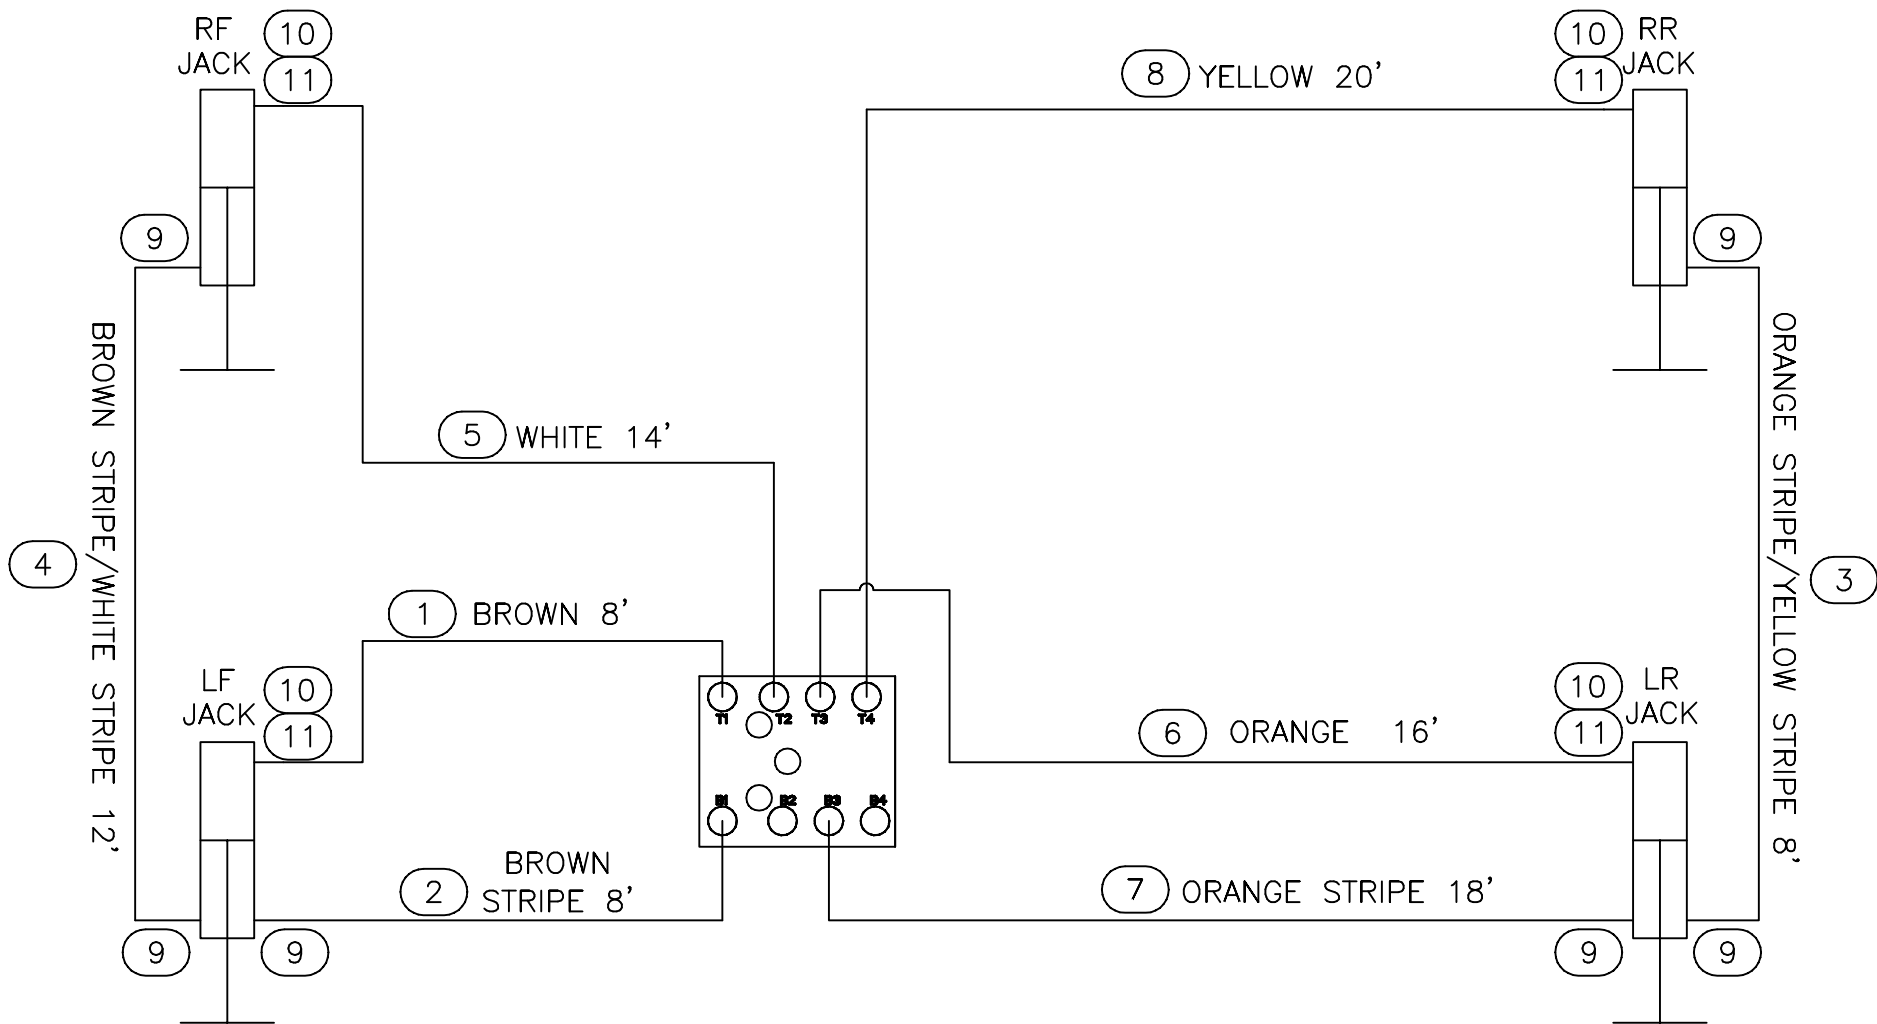 RF
JACK
10
11
10
11
RR
JACK
8
YELLOW 20'
9
9
BROWN STRIPE/WHITE STRIPE 12'
4
ORANGE STRIPE/YELLOW STRIPE 8'
3
5
WHITE 14'
1
BROWN 8'
LF
JACK
10
11
T1
T2
T3
T4
B1
B2
B3
B4
6
ORANGE 16'
10
11
LR
JACK
2
BROWN
STRIPE 8'
7
ORANGE STRIPE 18'
9
9
9
9